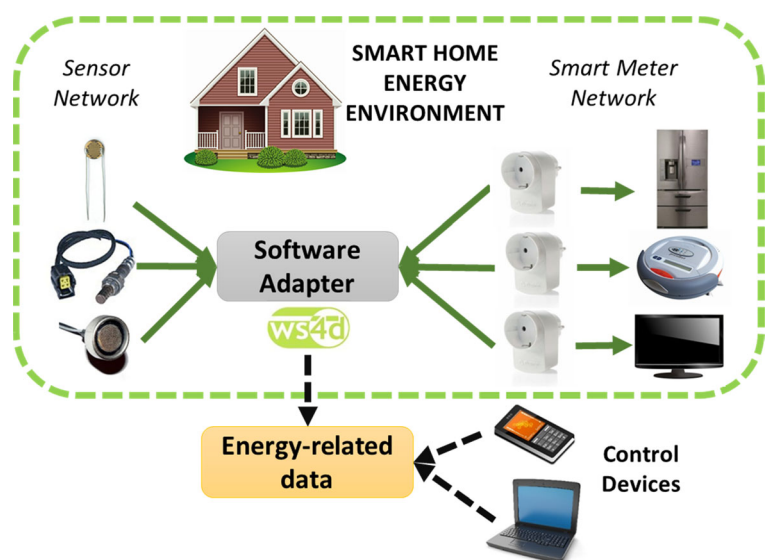 Sensor
Network
SMART HOME
ENERGY
ENVIRONMENT
Smart Meter
Network
Software
Adapter
ws4d
Energy-related
data
Control
Devices